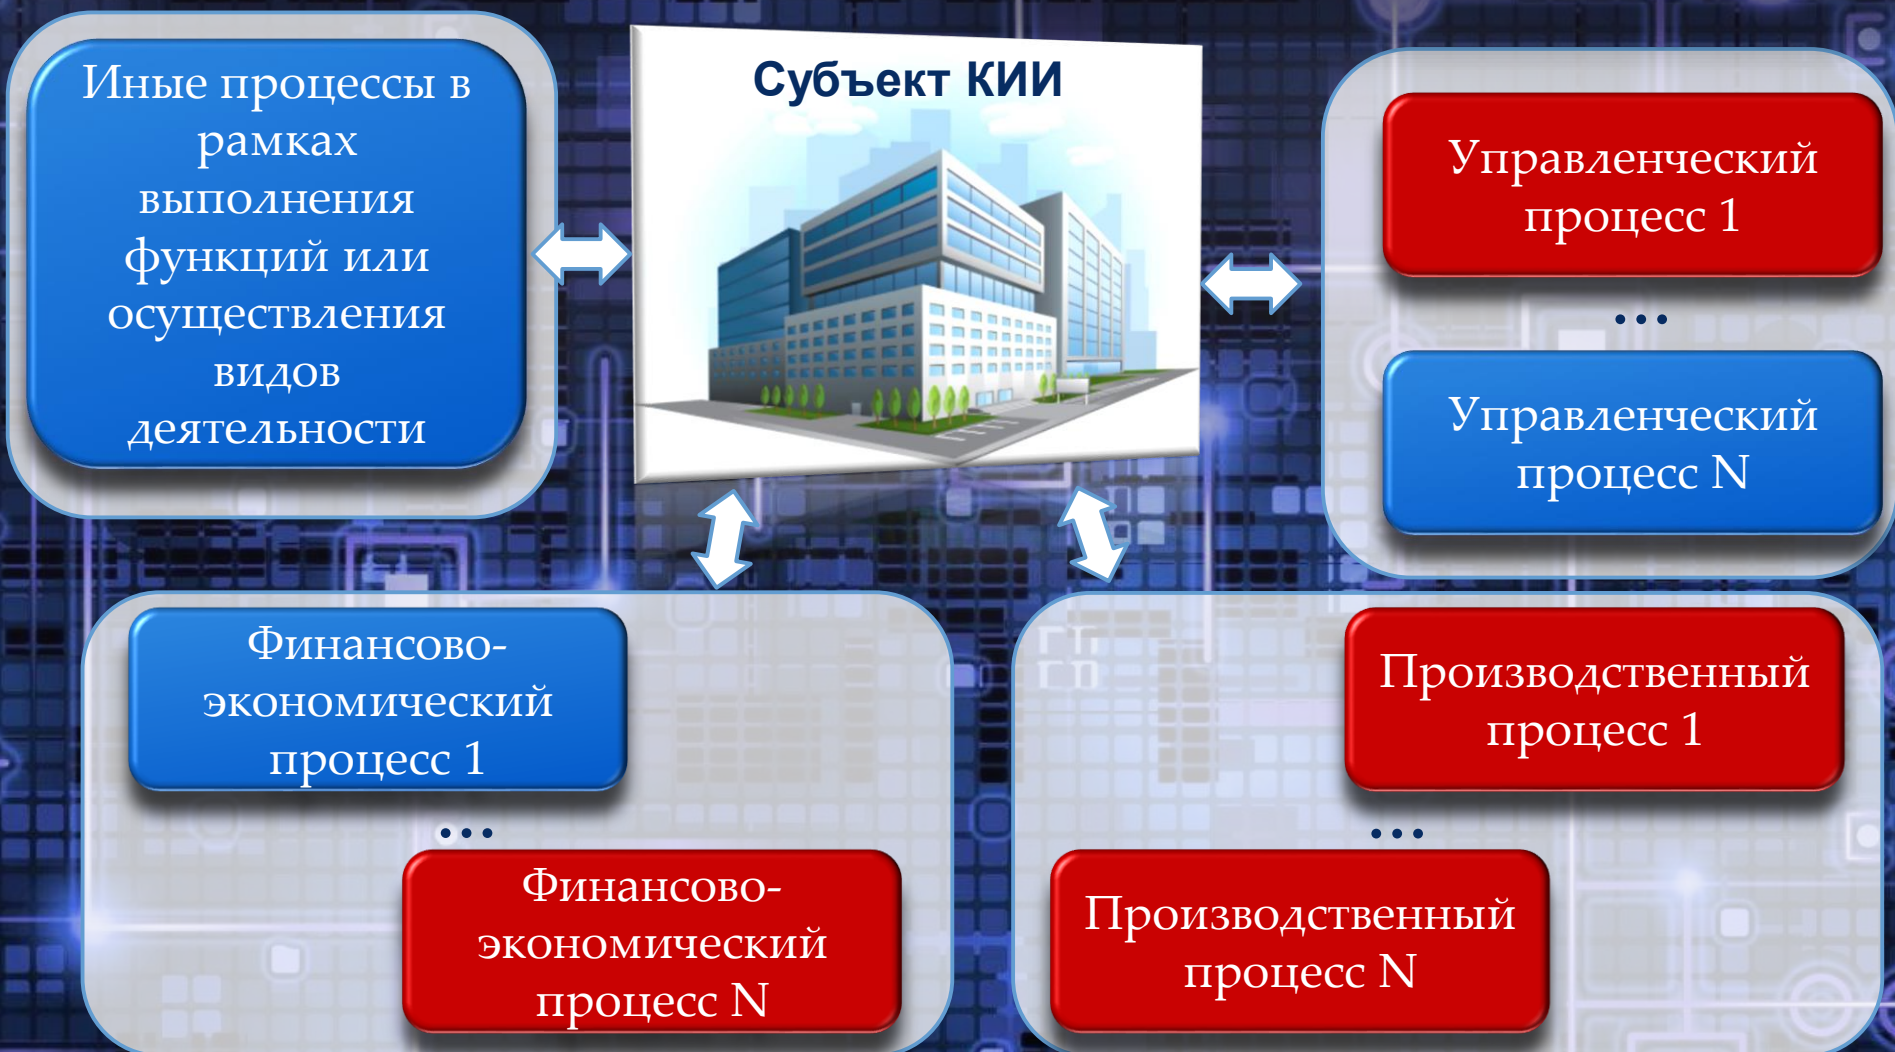 Иные процессы в
рамках
выполнения
функций или
осуществления
видов
деятельности
Субъект КИИ
Управленческий
процесс 1
...
Управленческий
процесс N
Финансово-
экономический
процесс 1
...
Финансово-
экономический
процесс N
Производственный
процесс 1
...
Производственный
процесс N